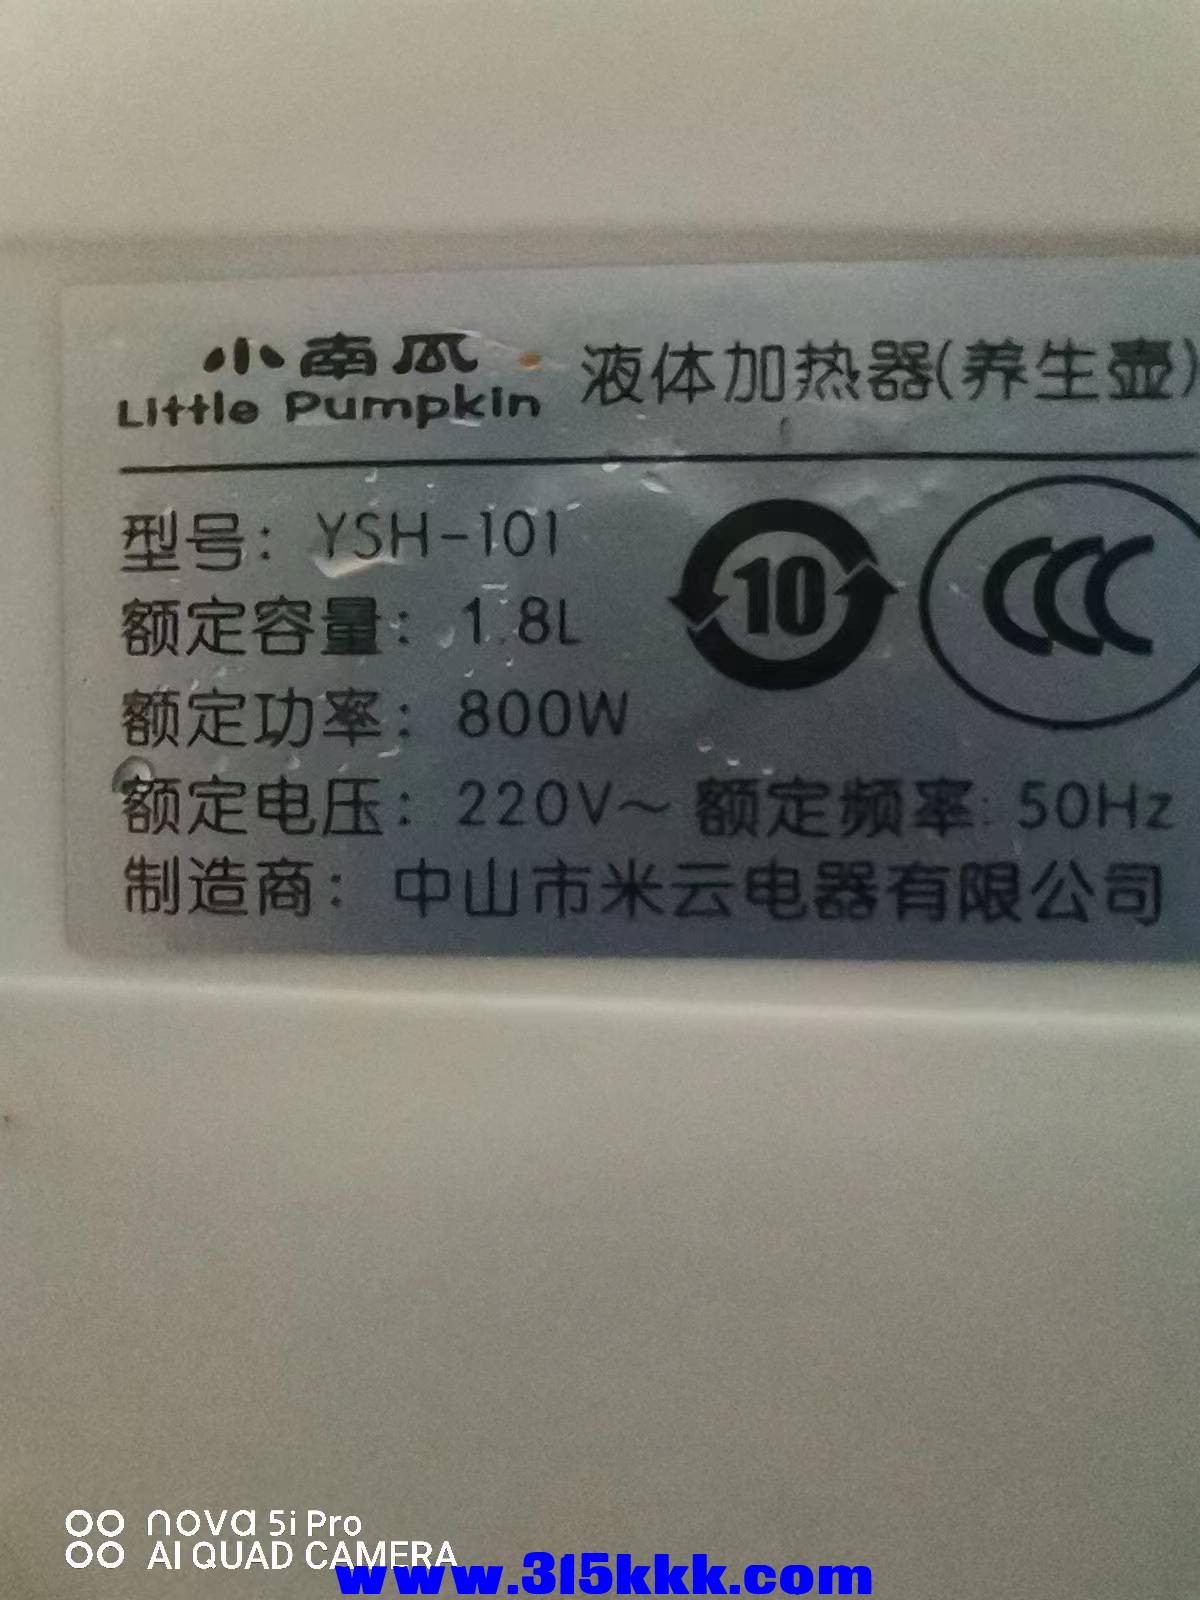 小南瓜
Little Pumpkin
液体加热器(养生壶)
型号: YSH-101
额定容量: 1.8L
10
CCC
额定功率: 800W
额定电压: 220V~ 额定频率: 50Hz
制造商: 中山市米云电器有限公司
nova 5i Pro
AI QUAD CAMERA
www.315kkk.com